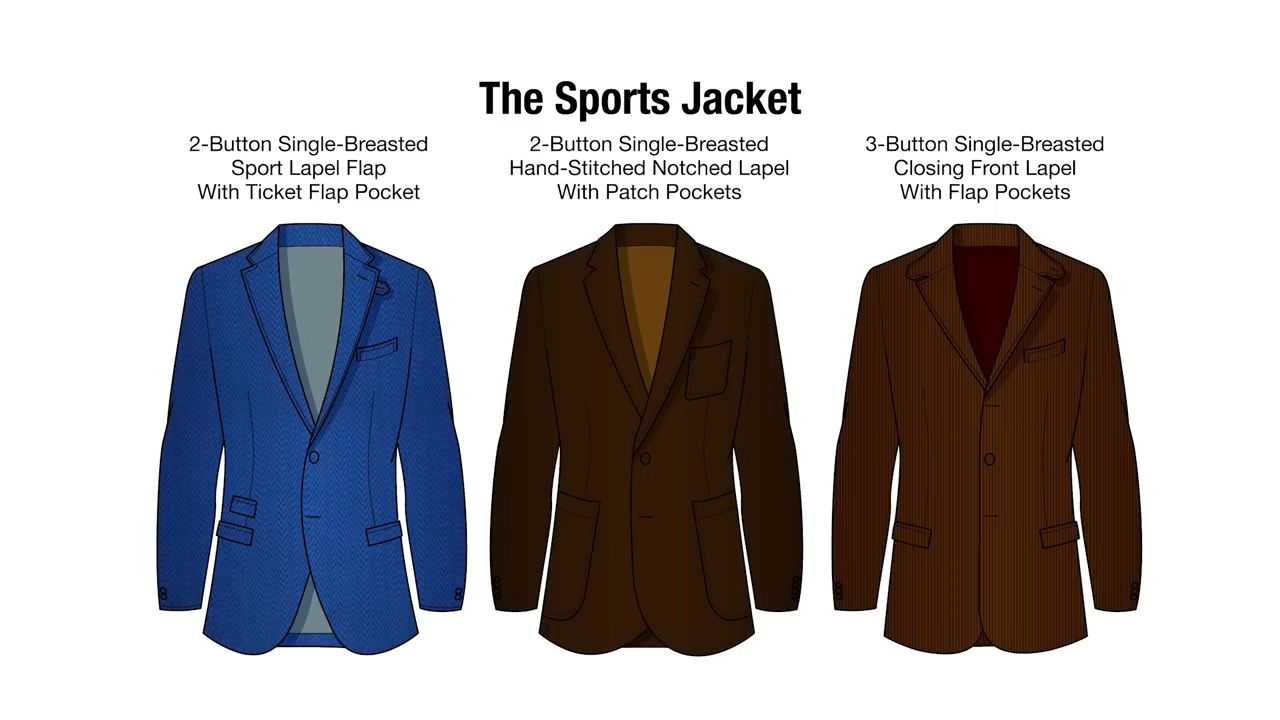 The Sports Jacket
2-Button Single-Breasted
Sport Lapel Flap
With Ticket Flap Pocket
2-Button Single-Breasted
Hand-Stitched Notched Lapel
With Patch Pockets
3-Button Single-Breasted
Closing Front Lapel
With Flap Pockets